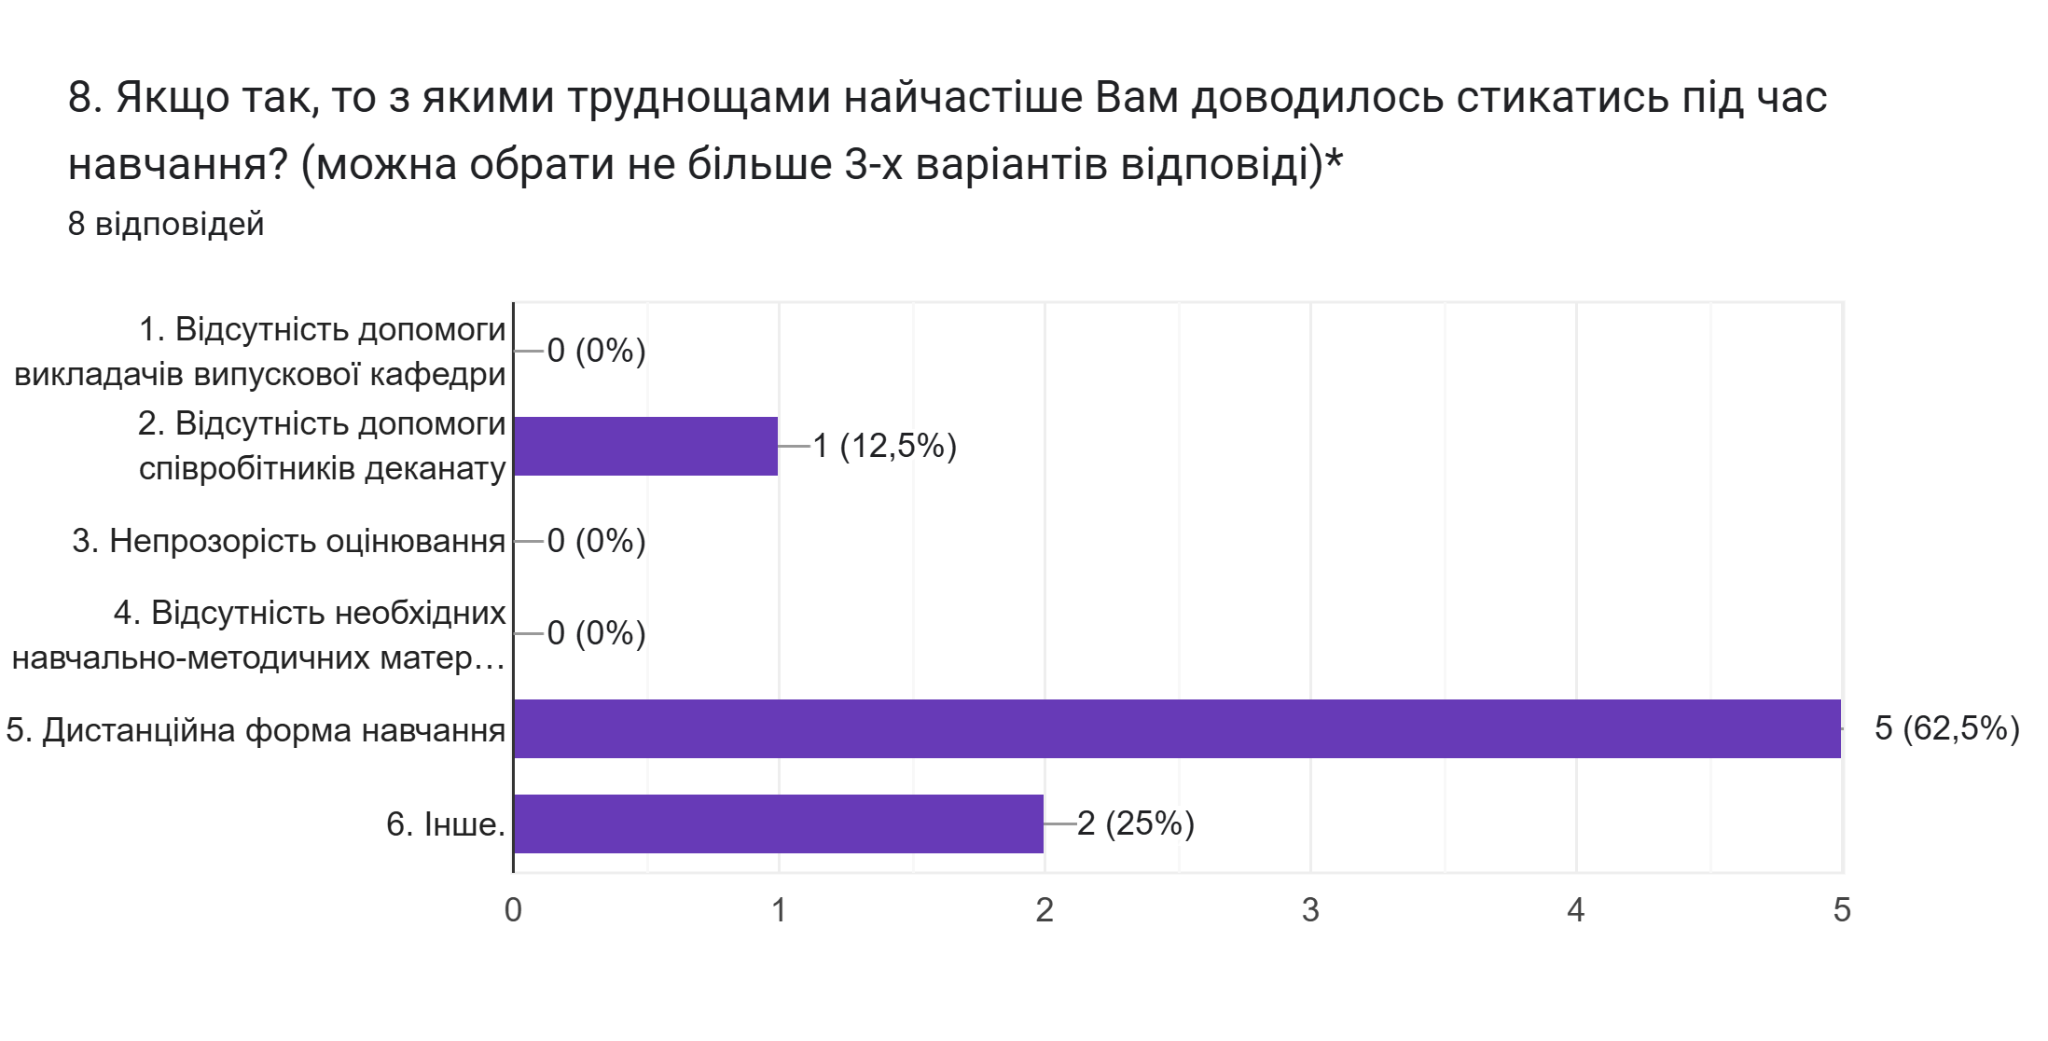 8. Якщо так, то з якими труднощами найчастіше Вам доводилось стикатись під час
навчання? (можна обрати не більше 3-х варіантів відповіді)*
8 відповідей
1. Відсутність допомоги
викладачів випускової кафедри
0 (0%)
2. Відсутність допомоги
співробітників деканату
1 (12,5%)
3. Непрозорість оцінювання
0 (0%)
4. Відсутність необхідних
навчально-методичних матер…
0 (0%)
5. Дистанційна форма навчання
5 (62,5%)
6. Інше.
2 (25%)
0 1 2 3 4 5